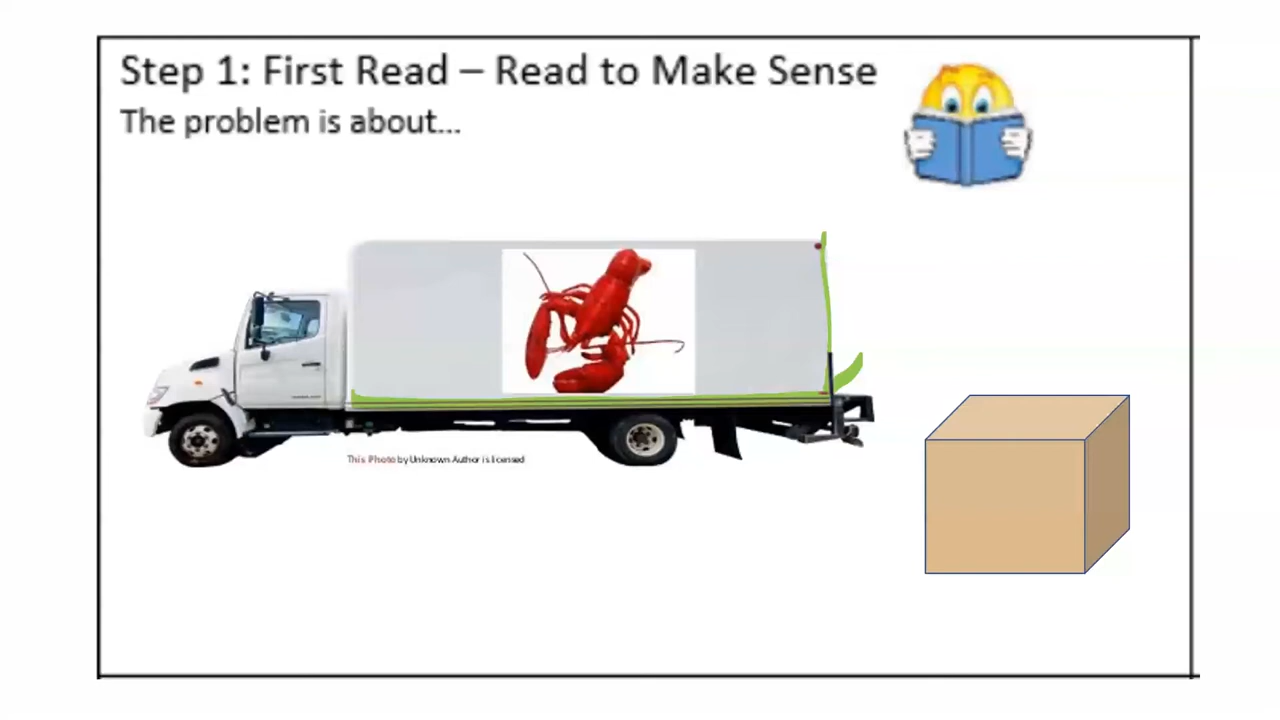 Step 1: First Read – Read to Make Sense
The problem is about...
This Photo by Unknown Author is licensed